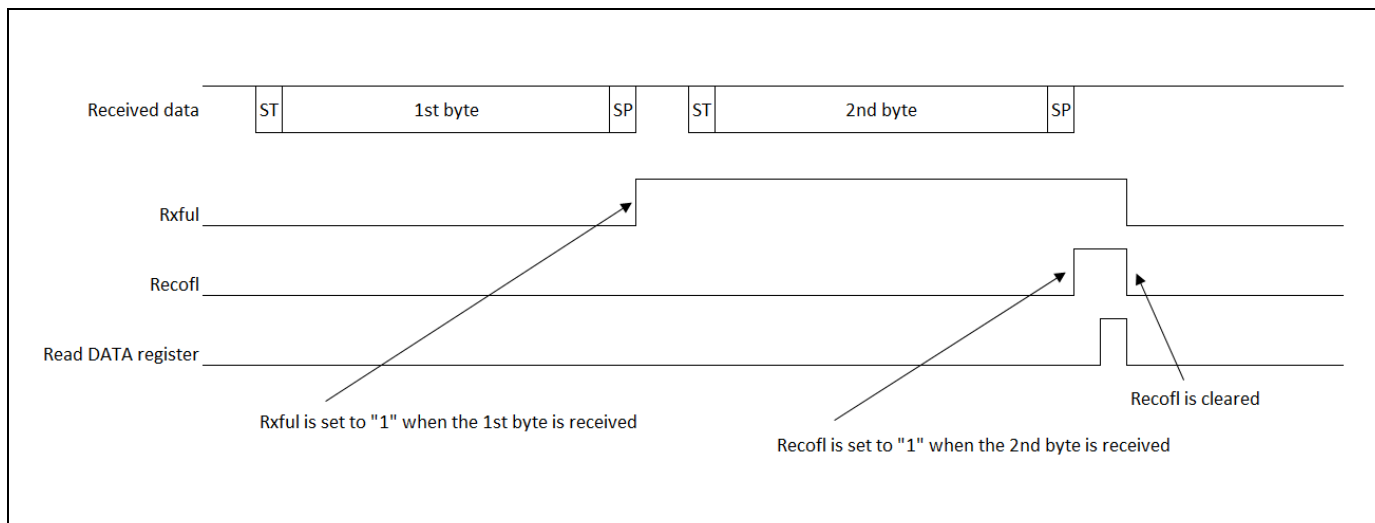 Received data
ST
1st byte
SP
ST
2nd byte
SP
Rxful
Recofl
Read DATA register
Rxful is set to "1" when the 1st byte is received
Recofl is cleared
Recofl is set to "1" when the 2nd byte is received